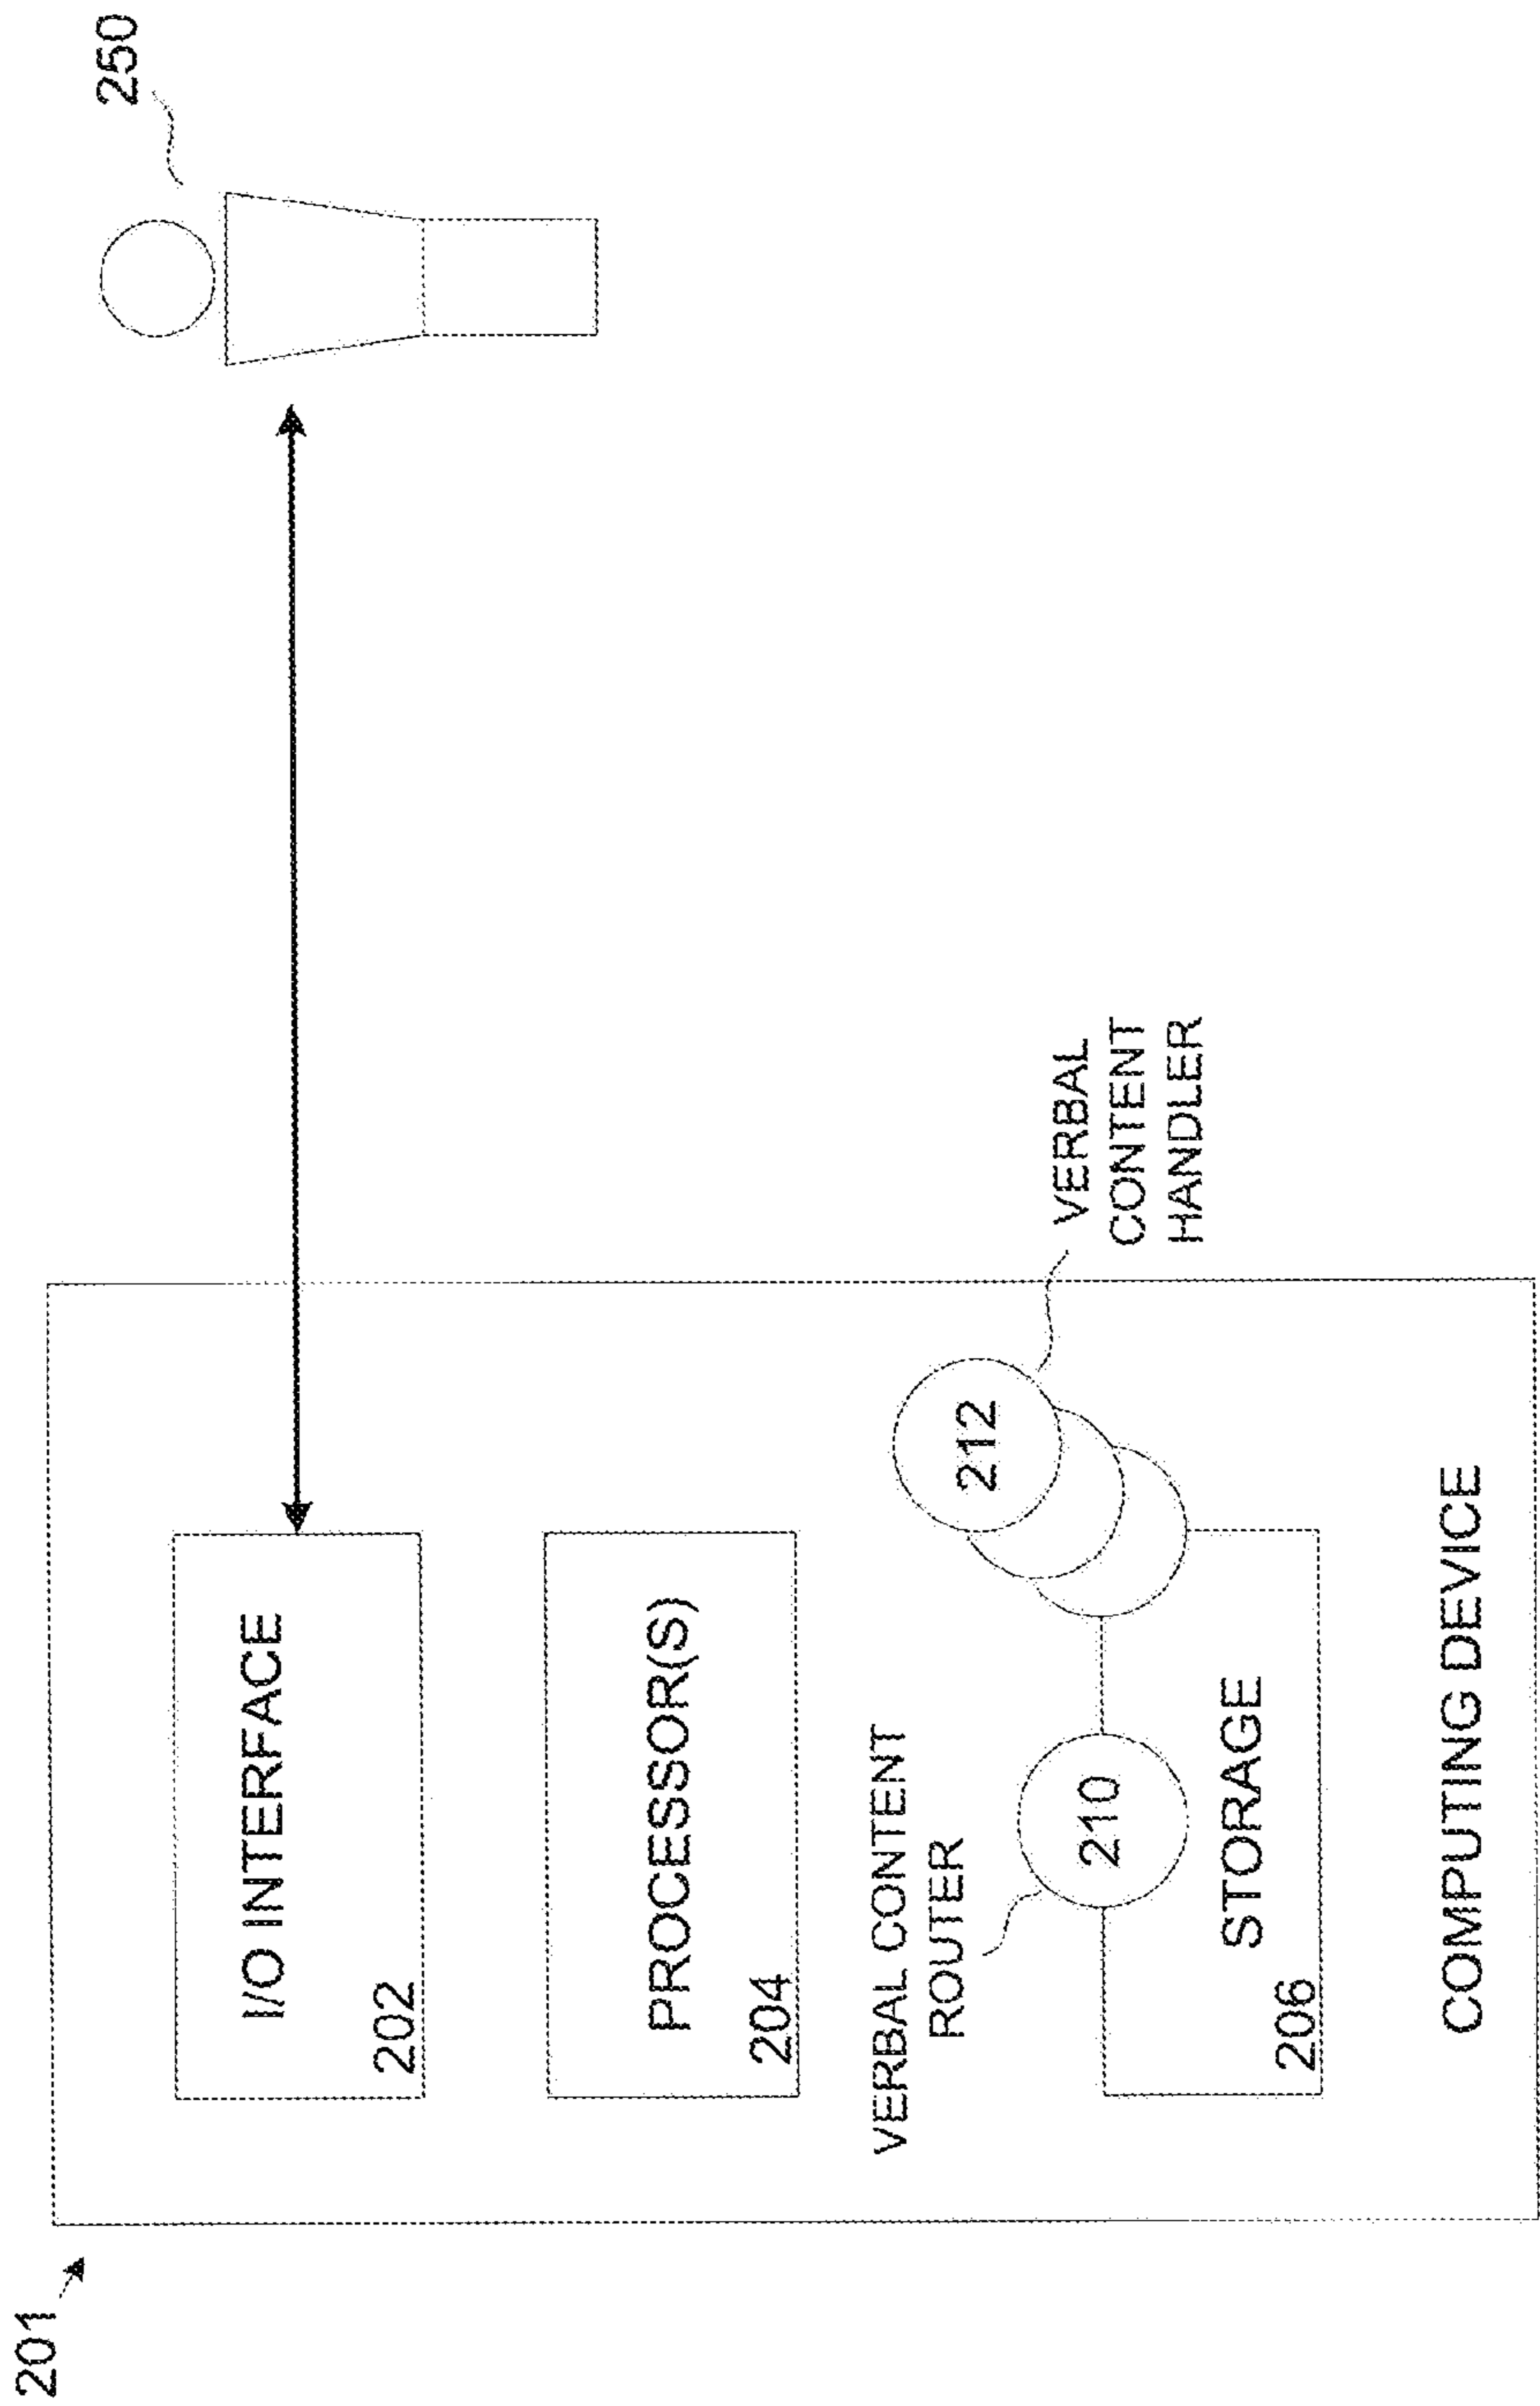 201
250
I/O INTERFACE
202
PROCESSOR(S)
204
VERBAL CONTENT
ROUTER
210
212
VERBAL
CONTENT
HANDLER
STORAGE
206
COMPUTING DEVICE